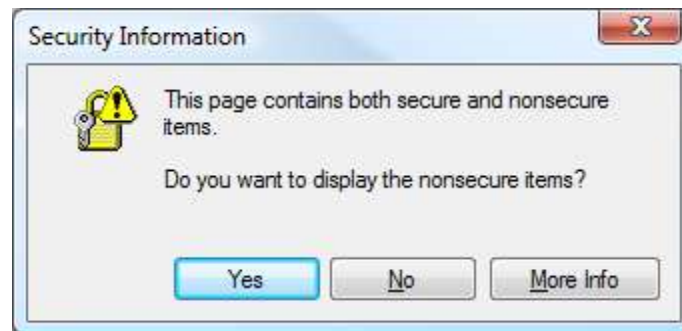 Security Information
This page contains both secure and nonsecure
items.
Do you want to display the nonsecure items?
Yes
No
More Info